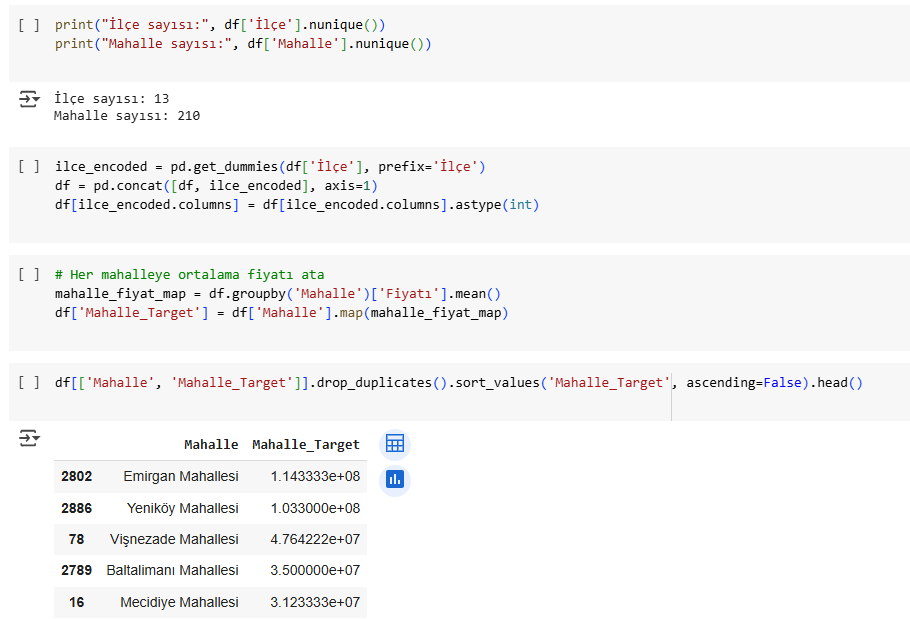 [ ] print("İlçe sayısı:", df['İlçe'].nunique())
print("Mahalle sayısı:", df['Mahalle'].nunique())
İlçe sayısı: 13
Mahalle sayısı: 210
[ ] ilce_encoded = pd.get_dummies(df['İlçe'], prefix='İlçe')
df = pd.concat([df, ilce_encoded], axis=1)
df[ilce_encoded.columns] = df[ilce_encoded.columns].astype(int)
[ ] # Her mahalleye ortalama fiyatı ata
mahalle_fiyat_map = df.groupby('Mahalle')['Fiyatı'].mean()
df['Mahalle_Target'] = df['Mahalle'].map(mahalle_fiyat_map)
[ ] df[['Mahalle', 'Mahalle_Target']].drop_duplicates().sort_values('Mahalle_Target', ascending=False).head()
Mahalle Mahalle_Target
2802 Emirgan Mahallesi 1.143333e+08
2886 Yeniköy Mahallesi 1.033000e+08
78 Vişnezade Mahallesi 4.764222e+07
2789 Baltalimanı Mahallesi 3.500000e+07
16 Mecidiye Mahallesi 3.123333e+07